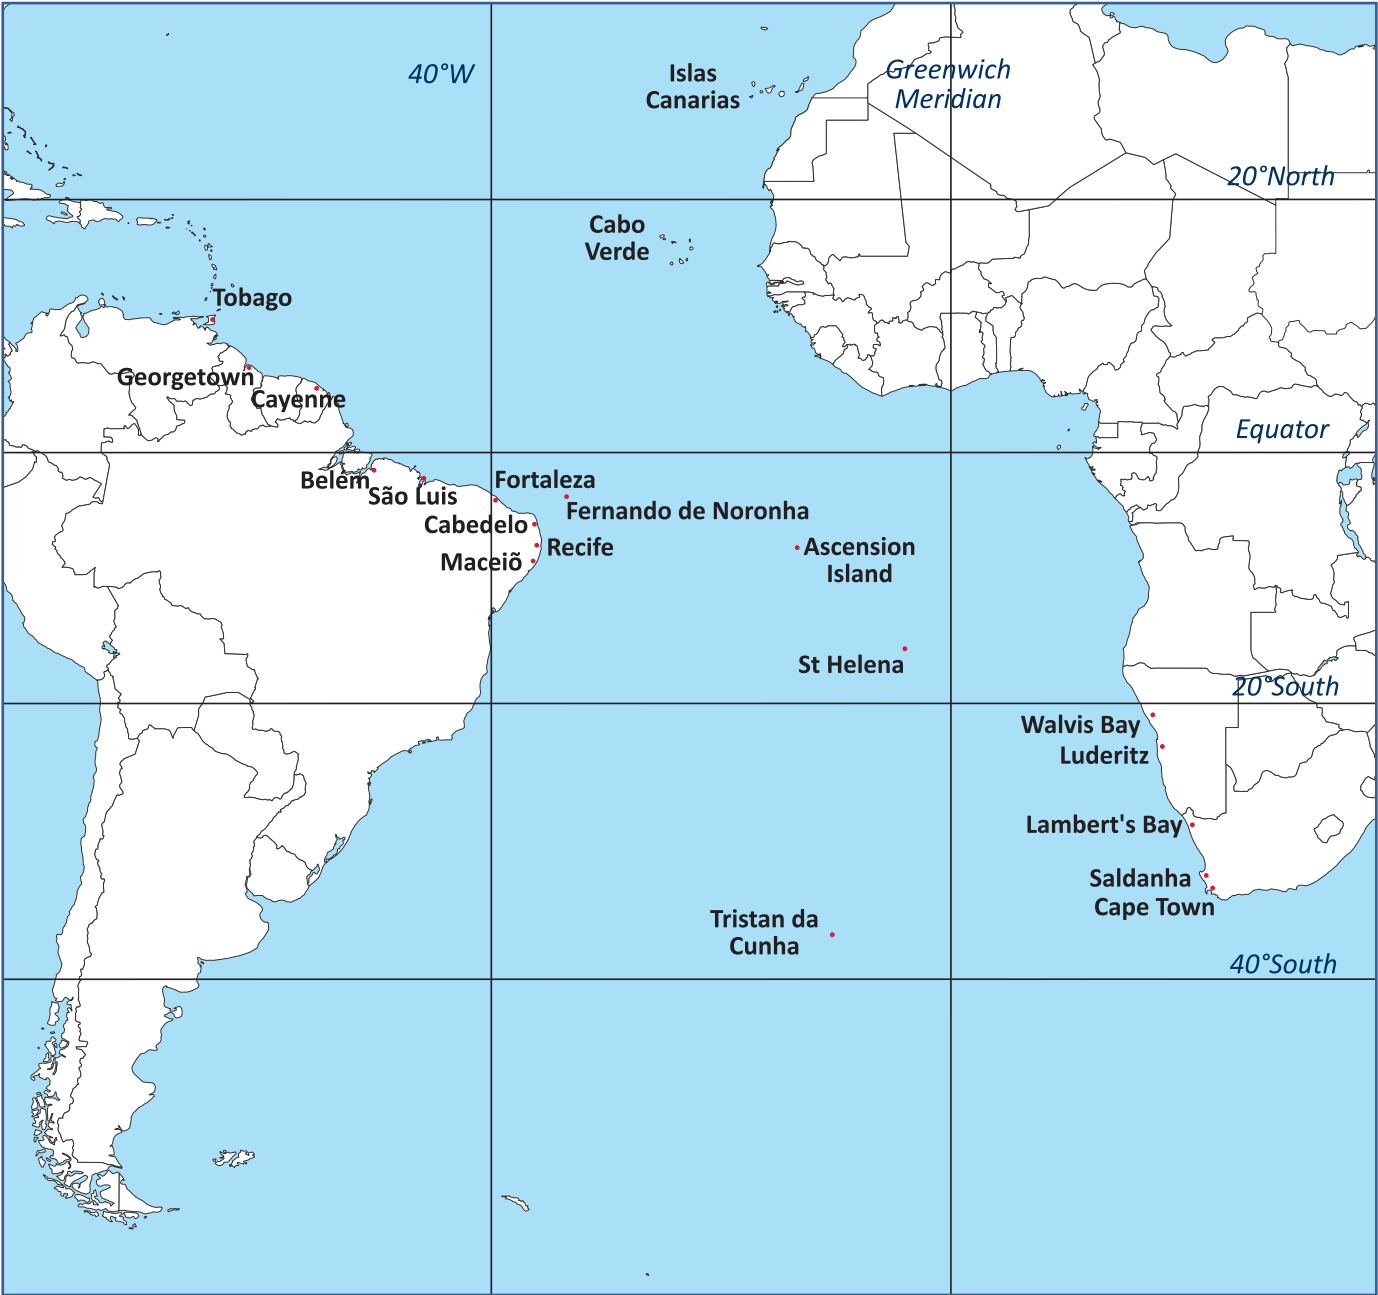 40°W
Islas
Canarias
Greenwich
Meridian
20°North
Cabo
Verde
Tobago
Georgetown
Cayenne
Equator
Belém
São Luis
Fortaleza
Fernando de Noronha
Cabedelo
Recife
Maceiõ
Ascension
Island
St Helena
20°South
Walvis Bay
Luderitz
Lambert's Bay
Saldanha
Cape Town
Tristan da
Cunha
40°South